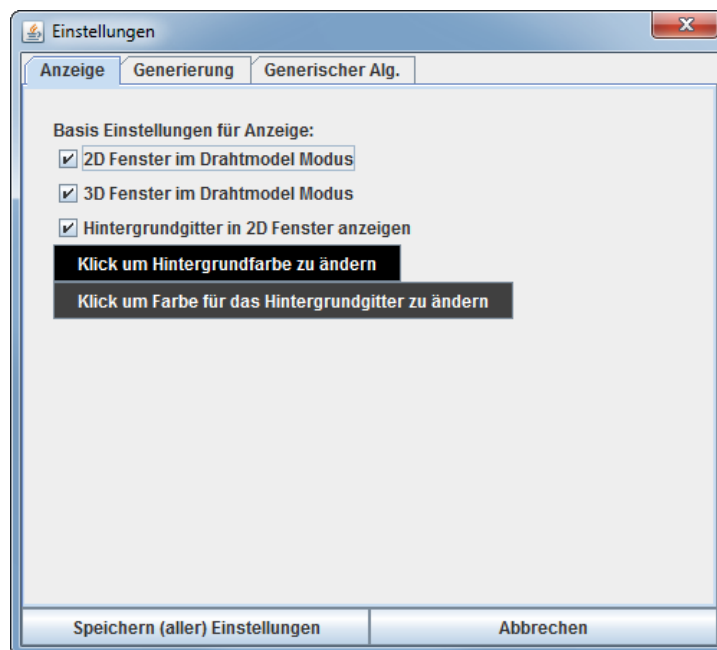 Einstellungen
Anzeige Generierung Generischer Alg.
Basis Einstellungen für Anzeige:
2D Fenster im Drahtmodel Modus
3D Fenster im Drahtmodel Modus
Hintergrundgitter in 2D Fenster anzeigen
Klick um Hintergrundfarbe zu ändern
Klick um Farbe für das Hintergrundgitter zu ändern
Speichern (aller) Einstellungen Abbrechen